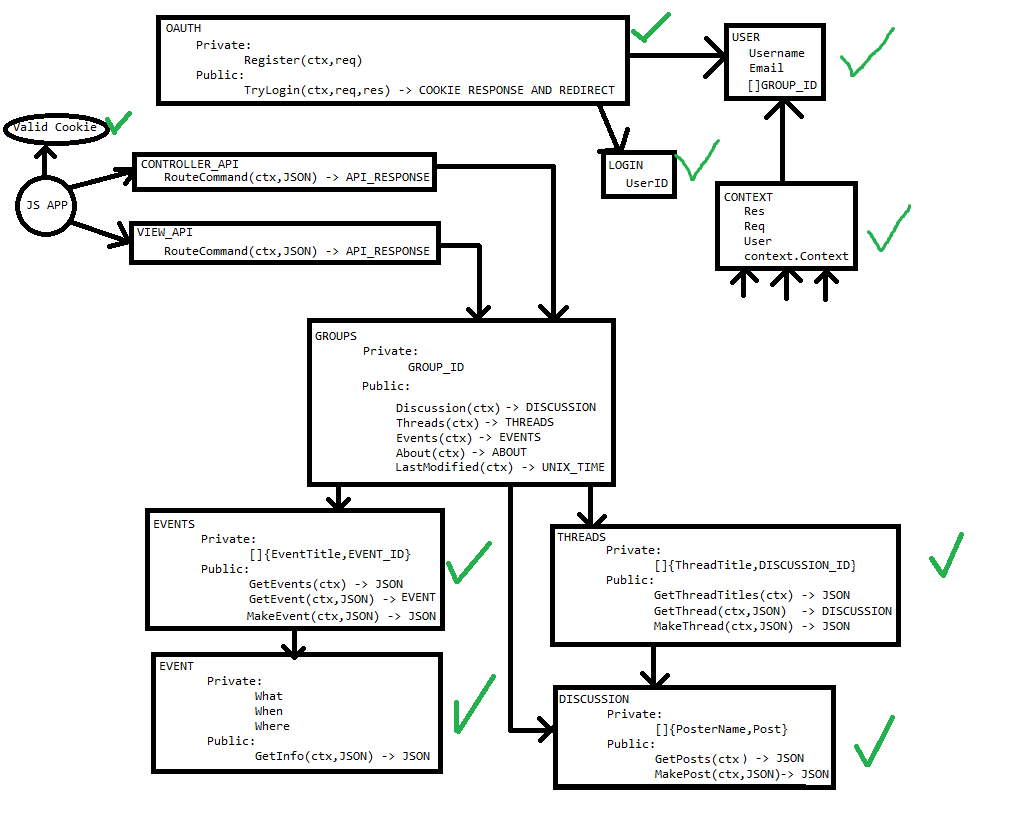 OAUTH
Private:
Register(ctx,req)
Public:
TryLogin(ctx,req,res) -> COOKIE RESPONSE AND REDIRECT
USER
Username
Email
[]GROUP_ID
Valid Cookie
JS APP
CONTROLLER_API
RouteCommand(ctx,JSON) -> API_RESPONSE
VIEW_API
RouteCommand(ctx,JSON) -> API_RESPONSE
LOGIN
UserID
CONTEXT
Res
Req
User
context.Context
GROUPS
Private:
GROUP_ID
Public:
Discussion(ctx) -> DISCUSSION
Threads(ctx) -> THREADS
Events(ctx) -> EVENTS
About(ctx) -> ABOUT
LastModified(ctx) -> UNIX_TIME
EVENTS
Private:
[]{EventTitle,EVENT_ID}
Public:
GetEvents(ctx) -> JSON
GetEvent(ctx,JSON) -> EVENT
MakeEvent(ctx,JSON) -> JSON
THREADS
Private:
[]{ThreadTitle,DISCUSSION_ID}
Public:
GetThreadTitles(ctx) -> JSON
GetThread(ctx,JSON) -> DISCUSSION
MakeThread(ctx,JSON) -> JSON
EVENT
Private:
What
When
Where
Public:
GetInfo(ctx,JSON) -> JSON
DISCUSSION
Private:
[]{PosterName,Post}
Public:
GetPosts(ctx) -> JSON
MakePost(ctx,JSON)-> JSON